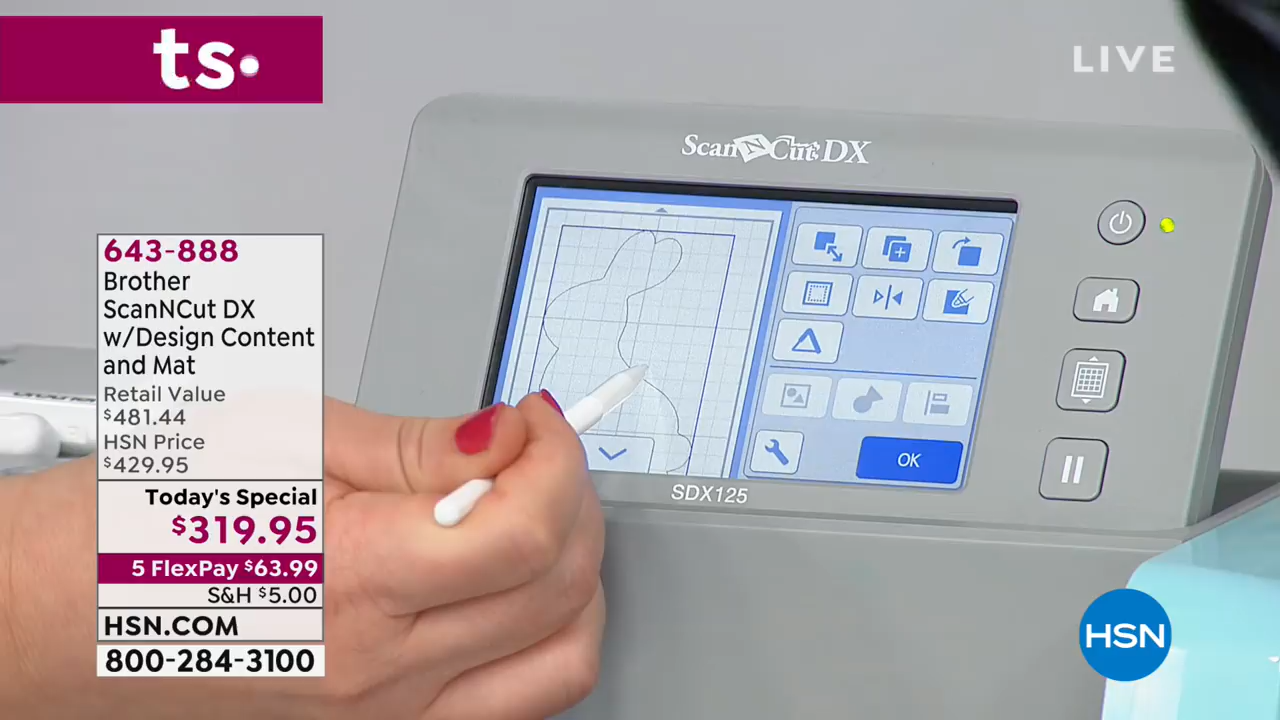 ts.
LIVE
ScanNCut DX
643-888
Brother
ScanNCut DX
w/Design Content
and Mat
Retail Value
$481.44
HSN Price
$429.95
Today's Special
$319.95
5 FlexPay $63.99
S&H $5.00
HSN.COM
800-284-3100
OK
SDX125
HSN